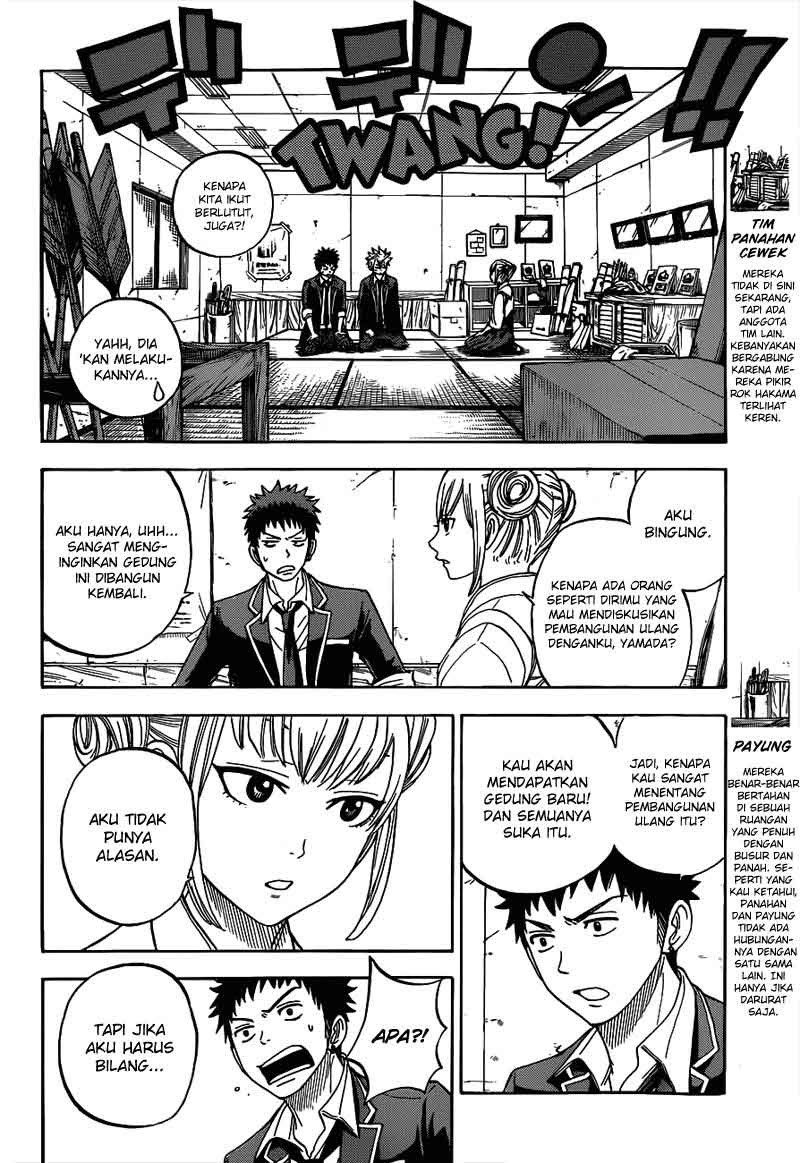 デデン!!
TWANG!
KENAPA
KITA IKUT
BERLUTUT,
JUGA?!
YAHH, DIA
'KAN MELAKU-
KANNYA...
TIM
PANAHAN
CEWEK
MEREKA
TIDAK DI SINI
SEKARANG,
TAPI ADA
ANGGOTA
TIM LAIN.
KEBANYAKAN
BERGABUNG
KARENA ME-
REKA PIKIR
ROK HAKAMA
TERLIHAT
KEREN.
AKU
BINGUNG.
KENAPA ADA ORANG
SEPERTI DIRIMU YANG
MAU MENDISKUSIKAN
PEMBANGUNAN ULANG
DENGANKU, YAMADA?
AKU HANYA, UHH...
SANGAT MENG-
INGINKAN GEDUNG
INI DIBANGUN
KEMBALI.
PAYUNG
MEREKA
BENAR-BENAR
BERTAHAN
DI SEBUAH
RUANGAN
YANG PENUH
DENGAN
BUSUR DAN
PANAH. SE-
PERTI YANG
KAU KETAHUI,
PANAHAN
DAN PAYUNG
TIDAK ADA
HUBUNGAN-
NYA DENGAN
SATU SAMA
LAIN. INI
HANYA JIKA
DARURAT
SAJA.
JADI, KENAPA
KAU SANGAT
MENENTANG
PEMBANGUNAN
ULANG ITU?
KAU AKAN
MENDAPATKAN
GEDUNG BARU!
DAN SEMUANYA
SUKA ITU.
AKU TIDAK
PUNYA
ALASAN.
APA?!
TAPI JIKA
AKU HARUS
BILANG...